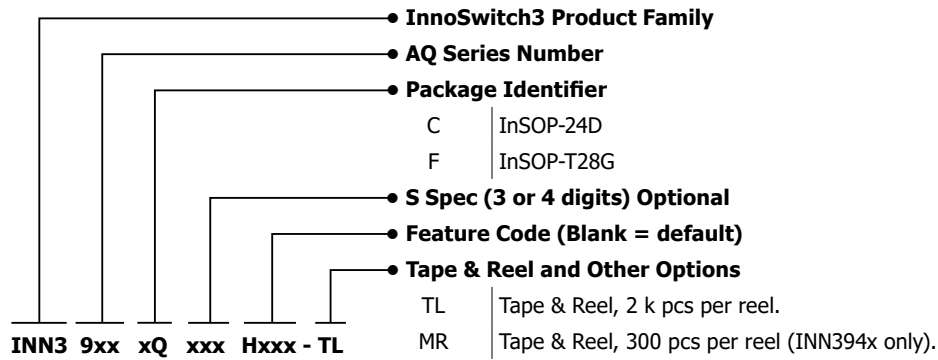 InnoSwitch3 Product Family
AQ Series Number
Package Identifier
C InSOP-24D
F InSOP-T28G
S Spec (3 or 4 digits) Optional
Feature Code (Blank = default)
Tape & Reel and Other Options
TL Tape & Reel, 2 k pcs per reel.
MR Tape & Reel, 300 pcs per reel (INN394x only).
INN3 9xx xQ xxx Hxxx - TL